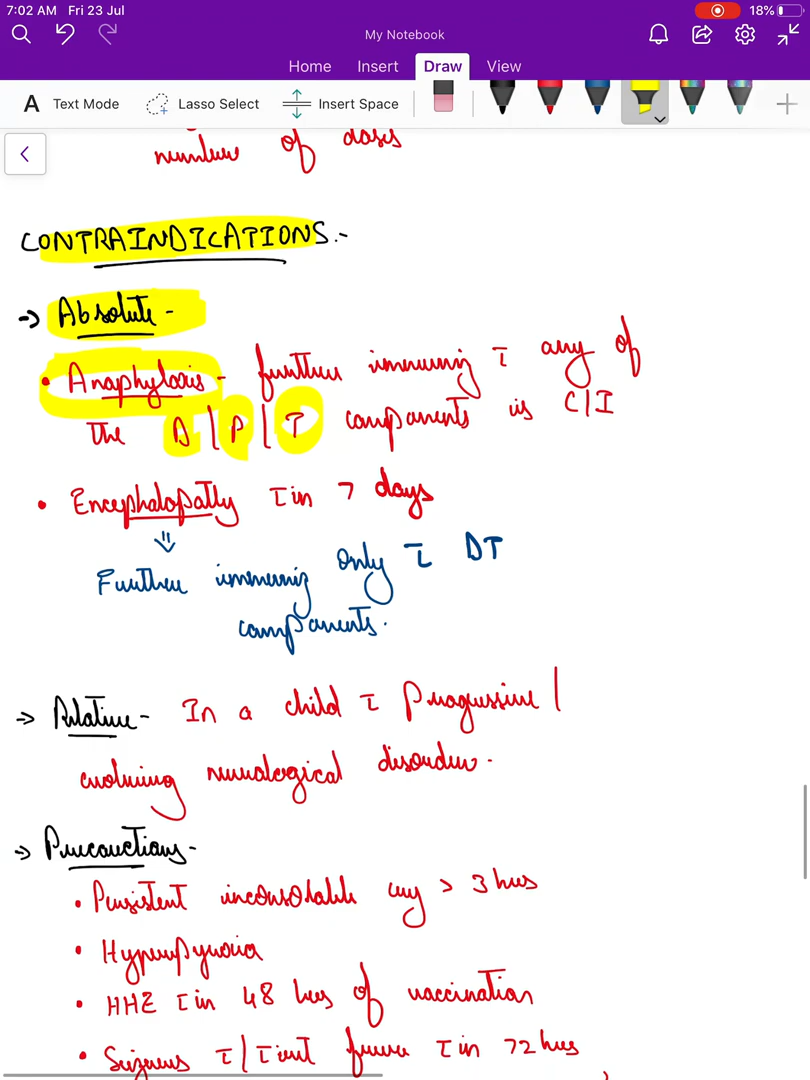 7:02 AM Fri 23 Jul
18%
My Notebook
Home Insert Draw View
A Text Mode Lasso Select Insert Space
number of doses
CONTRAINDICATIONS:-
→ Absolute -
• Anaphylaxis - further immuniz c̄ any of
the D | P | T components is C/I
• Encephalopathy c̄in 7 days
⇓
Further immuniz only c̄ DT
components.
→ Relative - In a child c̄ Progressive |
evolving neurological disorder.
→ Precautions -
• Persistent inconsolable cry > 3 hrs
• Hyperpyrexia
• HHE c̄in 48 hrs of vaccination
• Seizures c̄ | c̄out fever c̄in 72 hrs